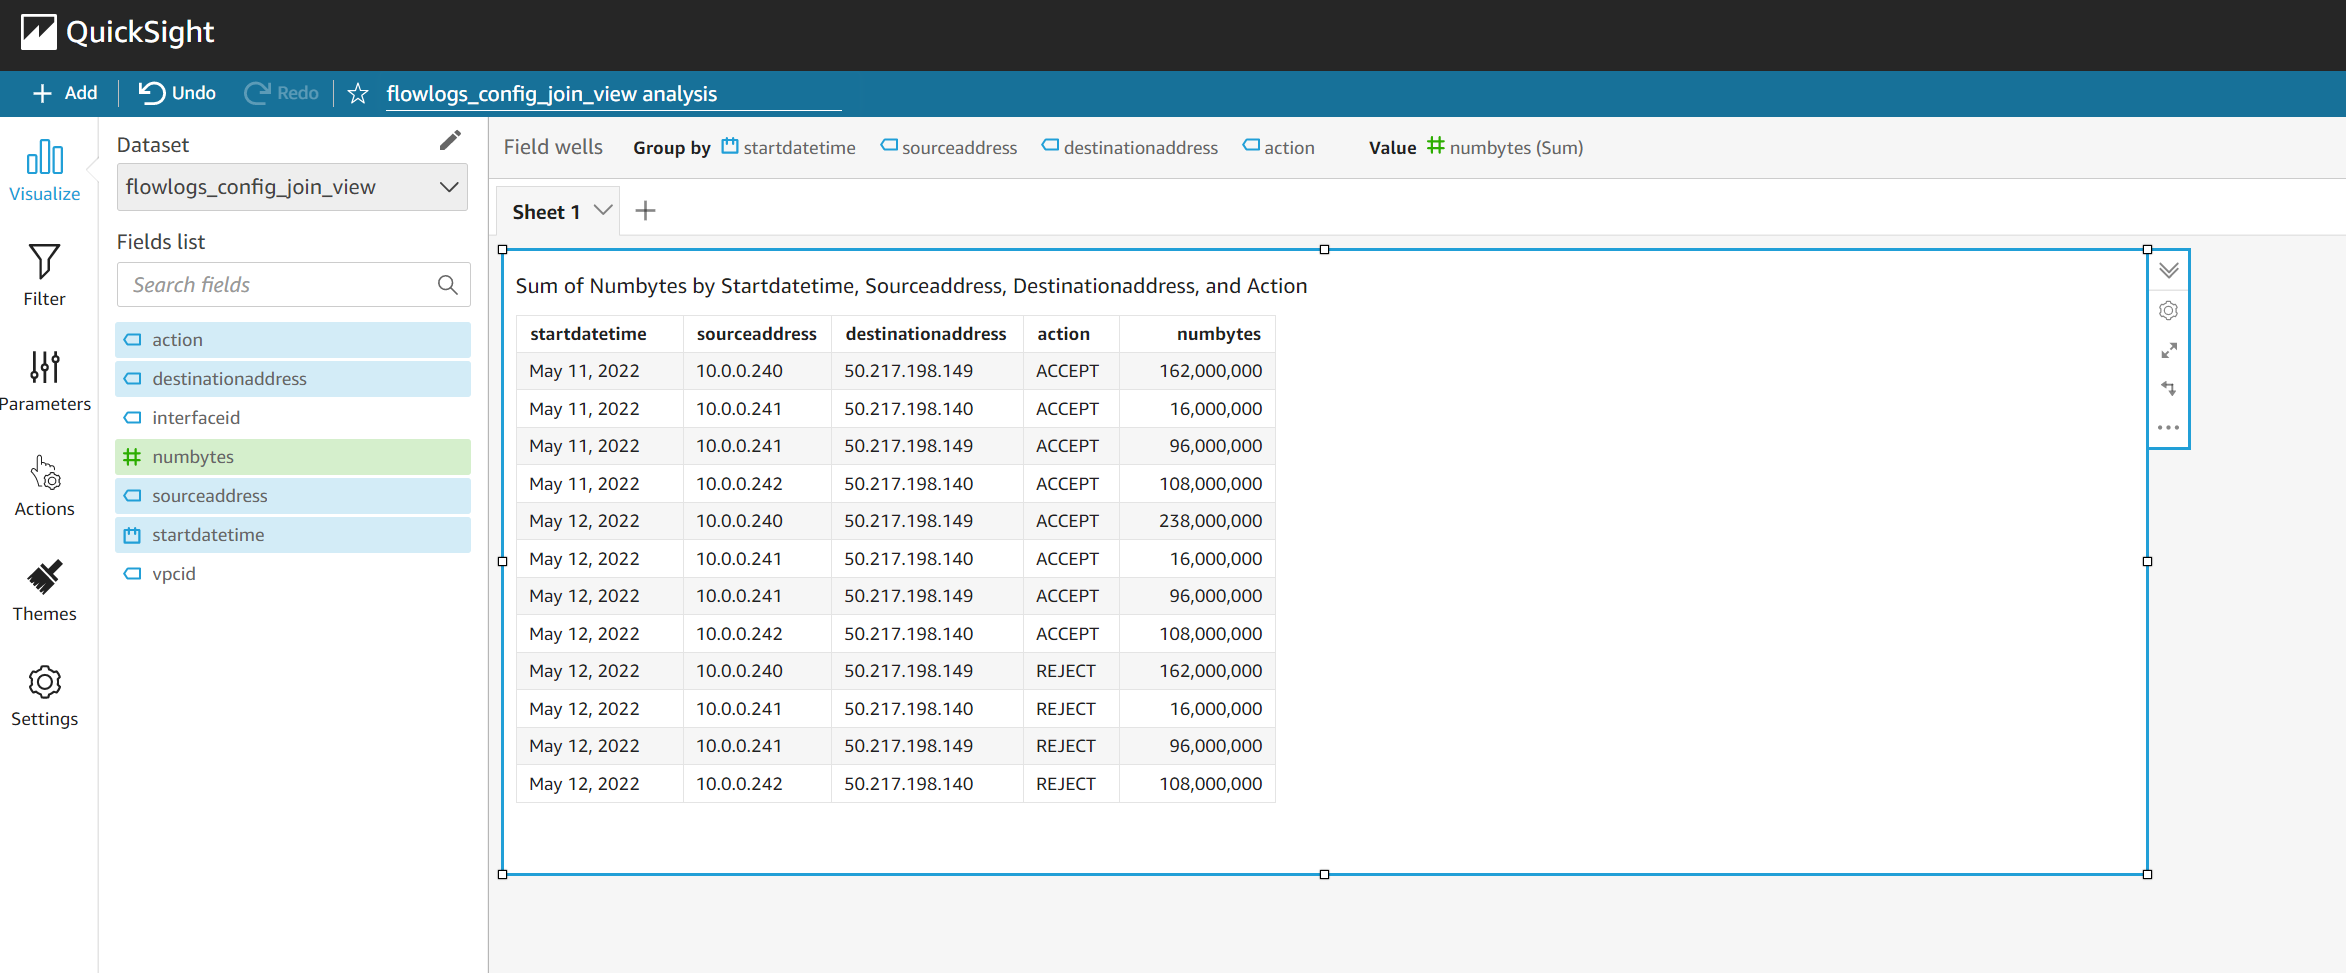 QuickSight
Add Undo Redo flowlogs_config_join_view analysis
Visualize
Filter
Parameters
Actions
Themes
Settings
Dataset
flowlogs_config_join_view
Fields list
Search fields
action
destinationaddress
interfaceid
numbytes
sourceaddress
startdatetime
vpcid
Field wells Group by startdatetime sourceaddress destinationaddress action Value numbytes (Sum)
Sheet 1
Sum of Numbytes by Startdatetime, Sourceaddress, Destinationaddress, and Action
startdatetime sourceaddress destinationaddress action numbytes
May 11, 2022 10.0.0.240 50.217.198.149 ACCEPT 162,000,000
May 11, 2022 10.0.0.241 50.217.198.140 ACCEPT 16,000,000
May 11, 2022 10.0.0.241 50.217.198.149 ACCEPT 96,000,000
May 11, 2022 10.0.0.242 50.217.198.140 ACCEPT 108,000,000
May 12, 2022 10.0.0.240 50.217.198.149 ACCEPT 238,000,000
May 12, 2022 10.0.0.241 50.217.198.140 ACCEPT 16,000,000
May 12, 2022 10.0.0.241 50.217.198.149 ACCEPT 96,000,000
May 12, 2022 10.0.0.242 50.217.198.140 ACCEPT 108,000,000
May 12, 2022 10.0.0.240 50.217.198.149 REJECT 162,000,000
May 12, 2022 10.0.0.241 50.217.198.140 REJECT 16,000,000
May 12, 2022 10.0.0.241 50.217.198.149 REJECT 96,000,000
May 12, 2022 10.0.0.242 50.217.198.140 REJECT 108,000,000